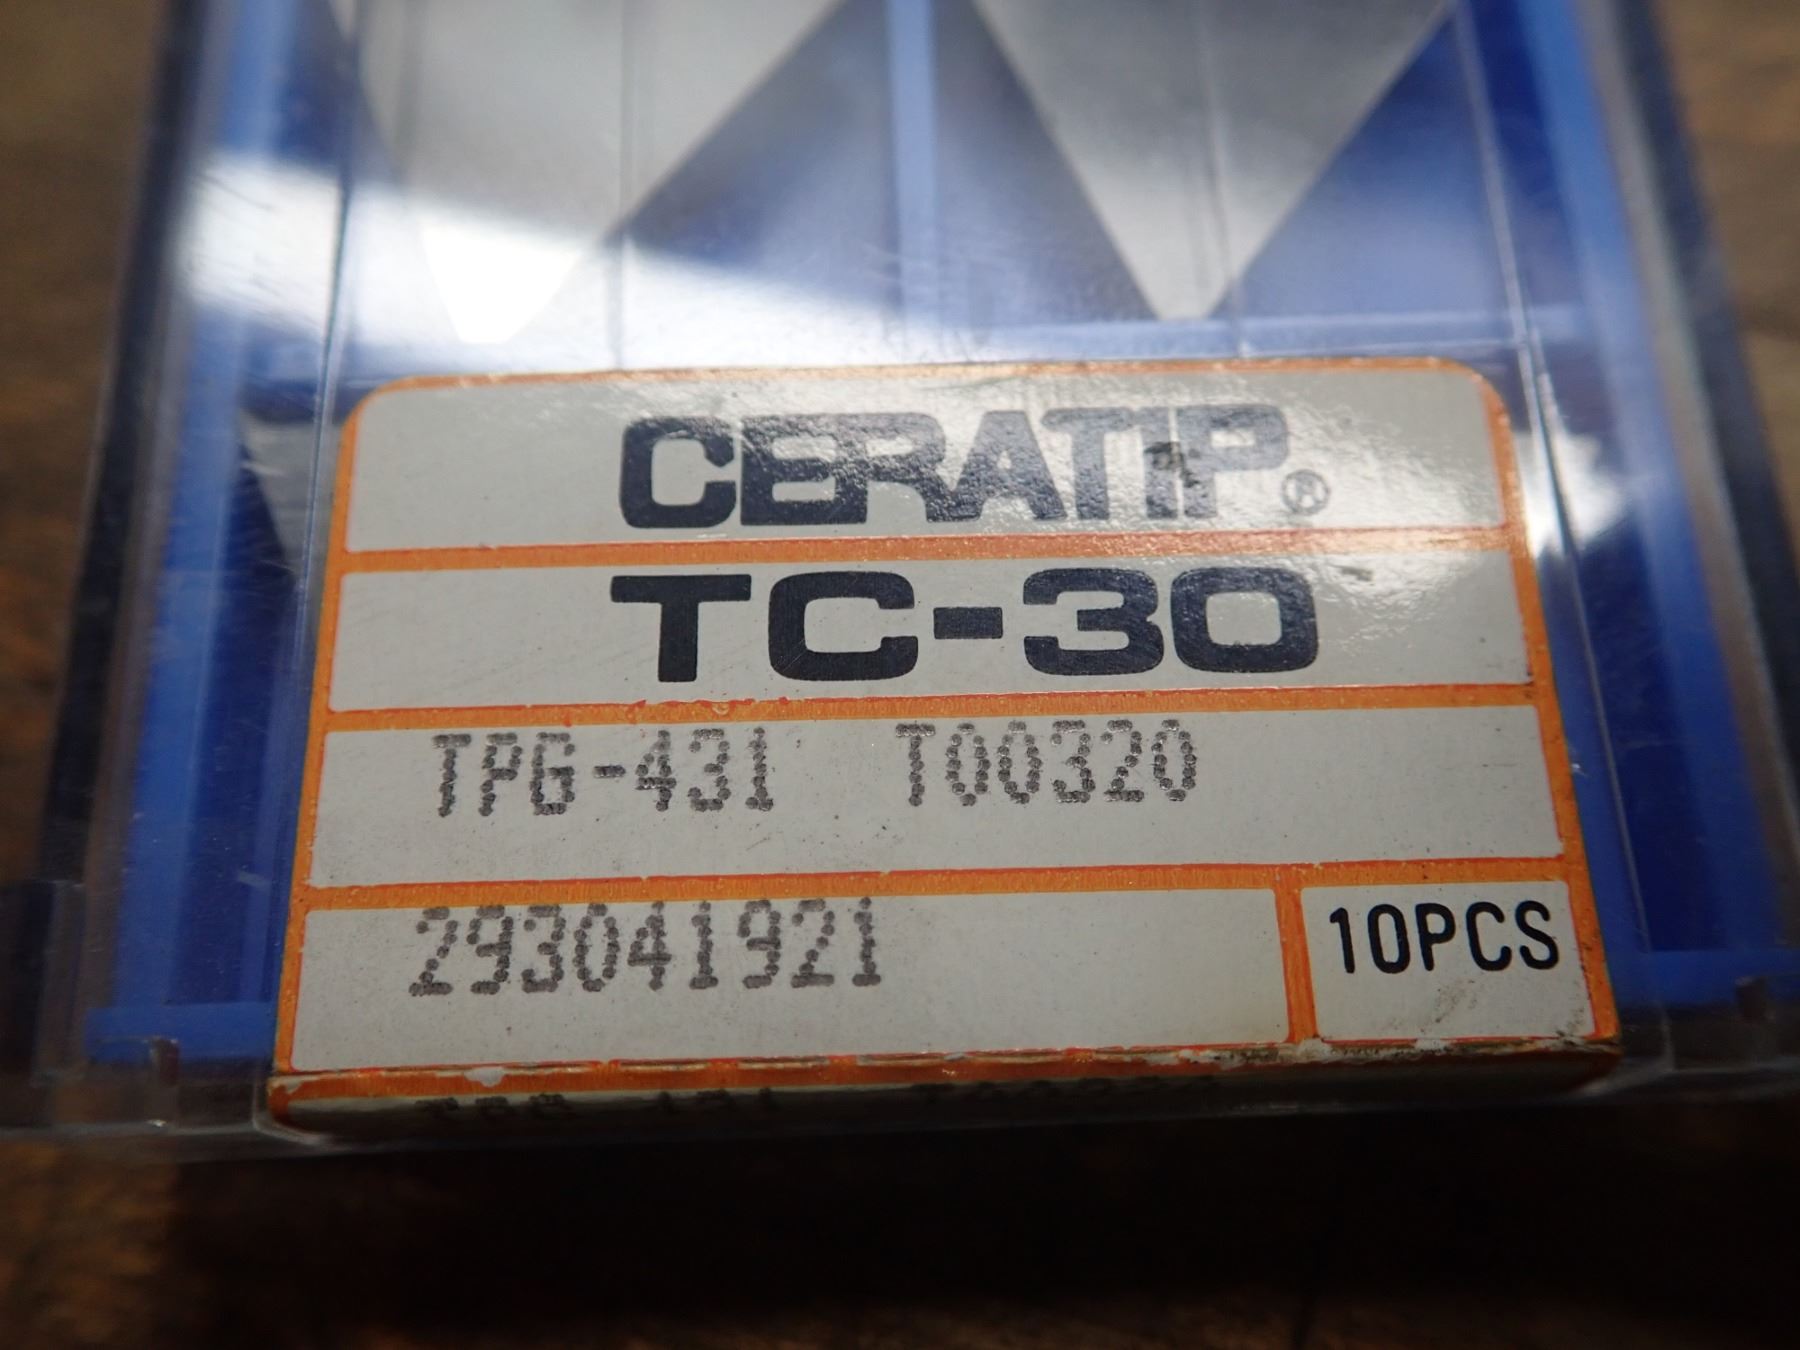 CERATIP®
TC-30
TPG-431 T00320
293041921
10PCS